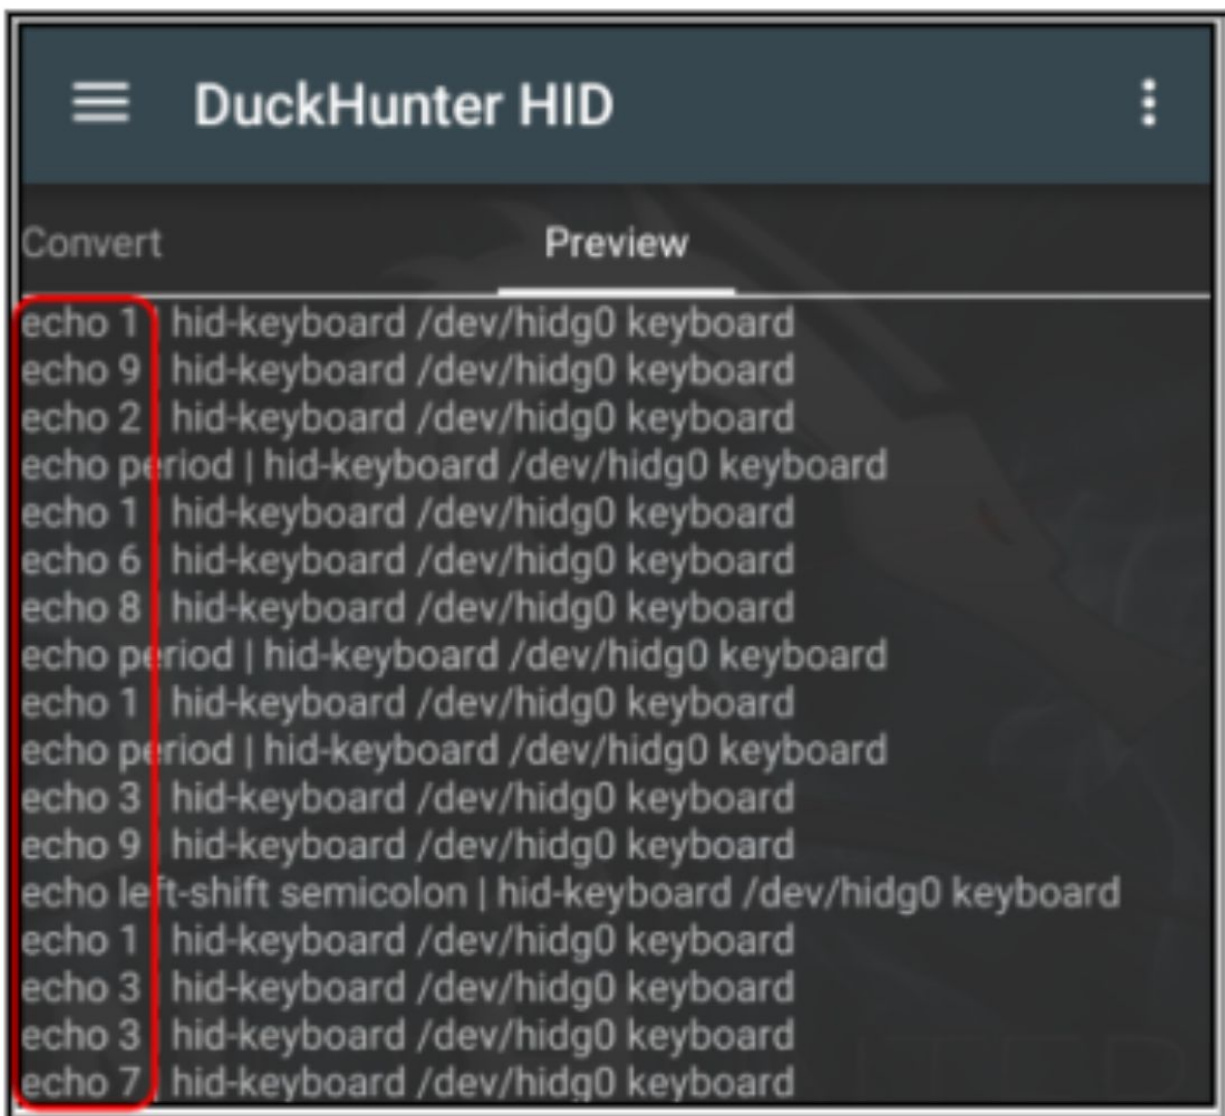 DuckHunter HID
Convert Preview
echo 1 | hid-keyboard /dev/hidg0 keyboard
echo 9 | hid-keyboard /dev/hidg0 keyboard
echo 2 | hid-keyboard /dev/hidg0 keyboard
echo period | hid-keyboard /dev/hidg0 keyboard
echo 1 | hid-keyboard /dev/hidg0 keyboard
echo 6 | hid-keyboard /dev/hidg0 keyboard
echo 8 | hid-keyboard /dev/hidg0 keyboard
echo period | hid-keyboard /dev/hidg0 keyboard
echo 1 | hid-keyboard /dev/hidg0 keyboard
echo period | hid-keyboard /dev/hidg0 keyboard
echo 3 | hid-keyboard /dev/hidg0 keyboard
echo 9 | hid-keyboard /dev/hidg0 keyboard
echo left-shift semicolon | hid-keyboard /dev/hidg0 keyboard
echo 1 | hid-keyboard /dev/hidg0 keyboard
echo 3 | hid-keyboard /dev/hidg0 keyboard
echo 3 | hid-keyboard /dev/hidg0 keyboard
echo 7 | hid-keyboard /dev/hidg0 keyboard